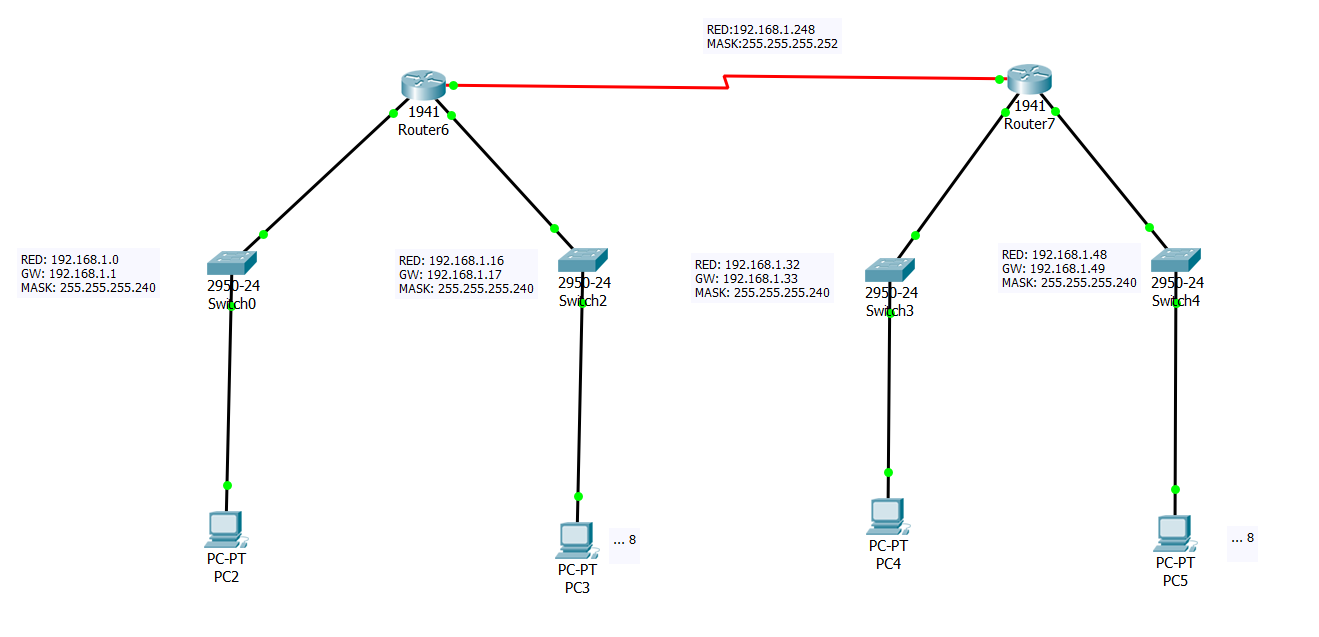 RED:192.168.1.248
MASK:255.255.255.252
1941
Router6
1941
Router7
RED: 192.168.1.0
GW: 192.168.1.1
MASK: 255.255.255.240
2950-24
Switch0
RED: 192.168.1.16
GW: 192.168.1.17
MASK: 255.255.255.240
2950-24
Switch2
RED: 192.168.1.32
GW: 192.168.1.33
MASK: 255.255.255.240
2950-24
Switch3
RED: 192.168.1.48
GW: 192.168.1.49
MASK: 255.255.255.240
2950-24
Switch4
PC-PT
PC2
PC-PT
PC3
... 8
PC-PT
PC4
PC-PT
PC5
... 8